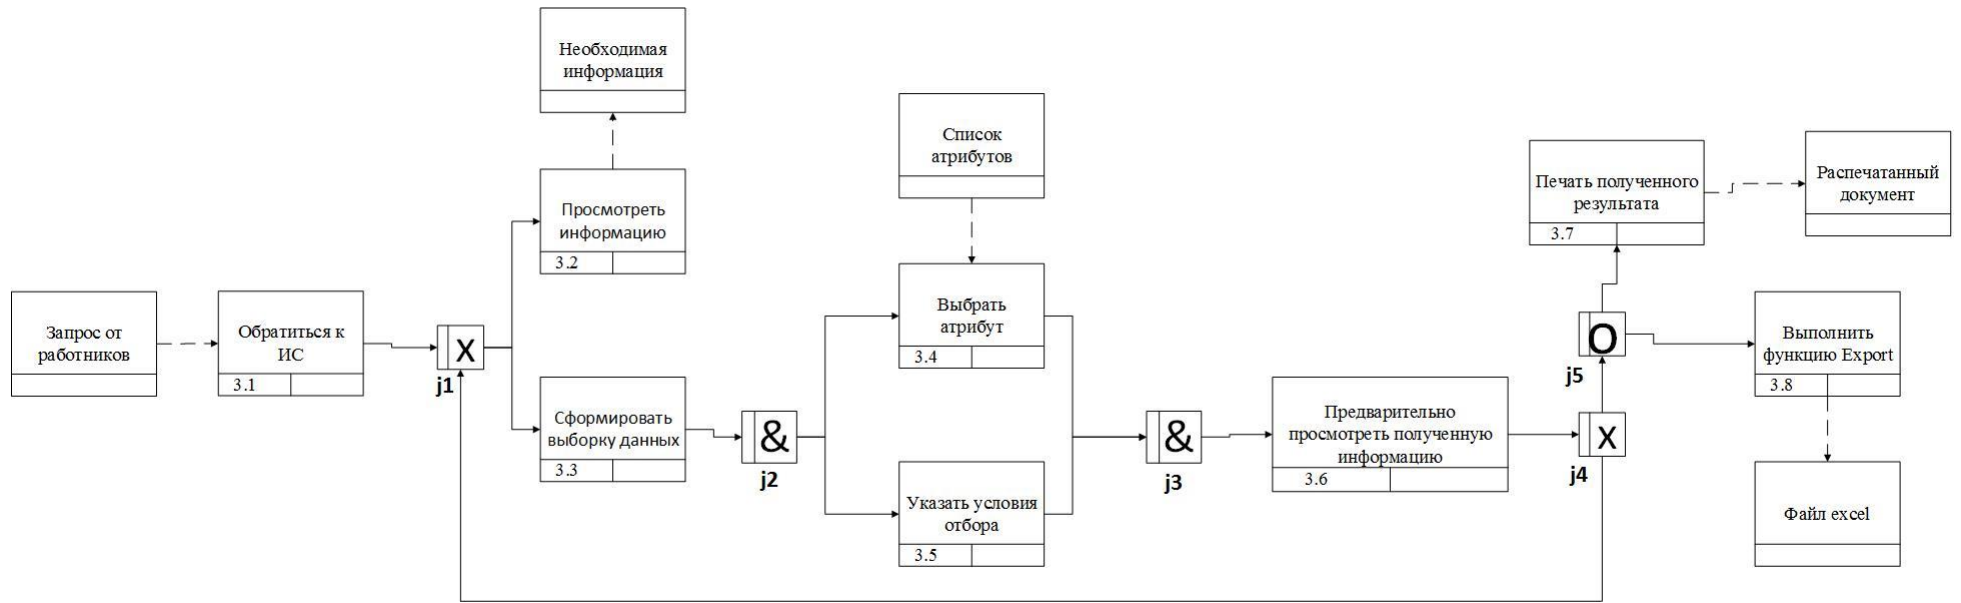 Необходимая
информация
Список
атрибутов
Просмотреть
информацию
3.2
Печать полученного
результата
3.7
Распечатанный
документ
Запрос от
работников
Обратиться к
ИС
3.1
X
j1
Сформировать
выборку данных
3.3
&
j2
Выбрать
атрибут
3.4
Указать условия
отбора
3.5
&
j3
Предварительно
просмотреть полученную
информацию
3.6
X
j4
O
j5
Выполнить
функцию Export
3.8
Файл excel